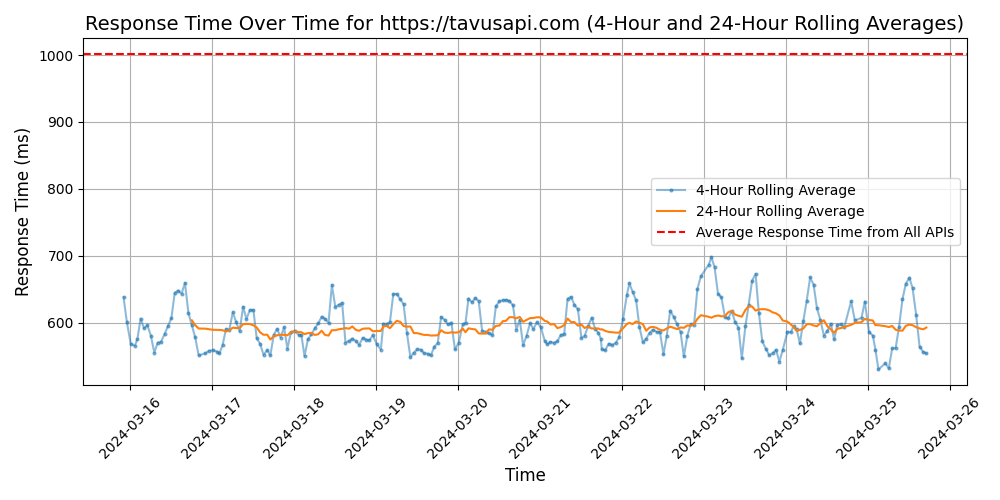 Response Time Over Time for https://tavusapi.com (4-Hour and 24-Hour Rolling Averages)
Response Time (ms)
1000
900
800
700
600
4-Hour Rolling Average
24-Hour Rolling Average
Average Response Time from All APIs
2024-03-16
2024-03-17
2024-03-18
2024-03-19
2024-03-20
2024-03-21
2024-03-22
2024-03-23
2024-03-24
2024-03-25
2024-03-26
Time